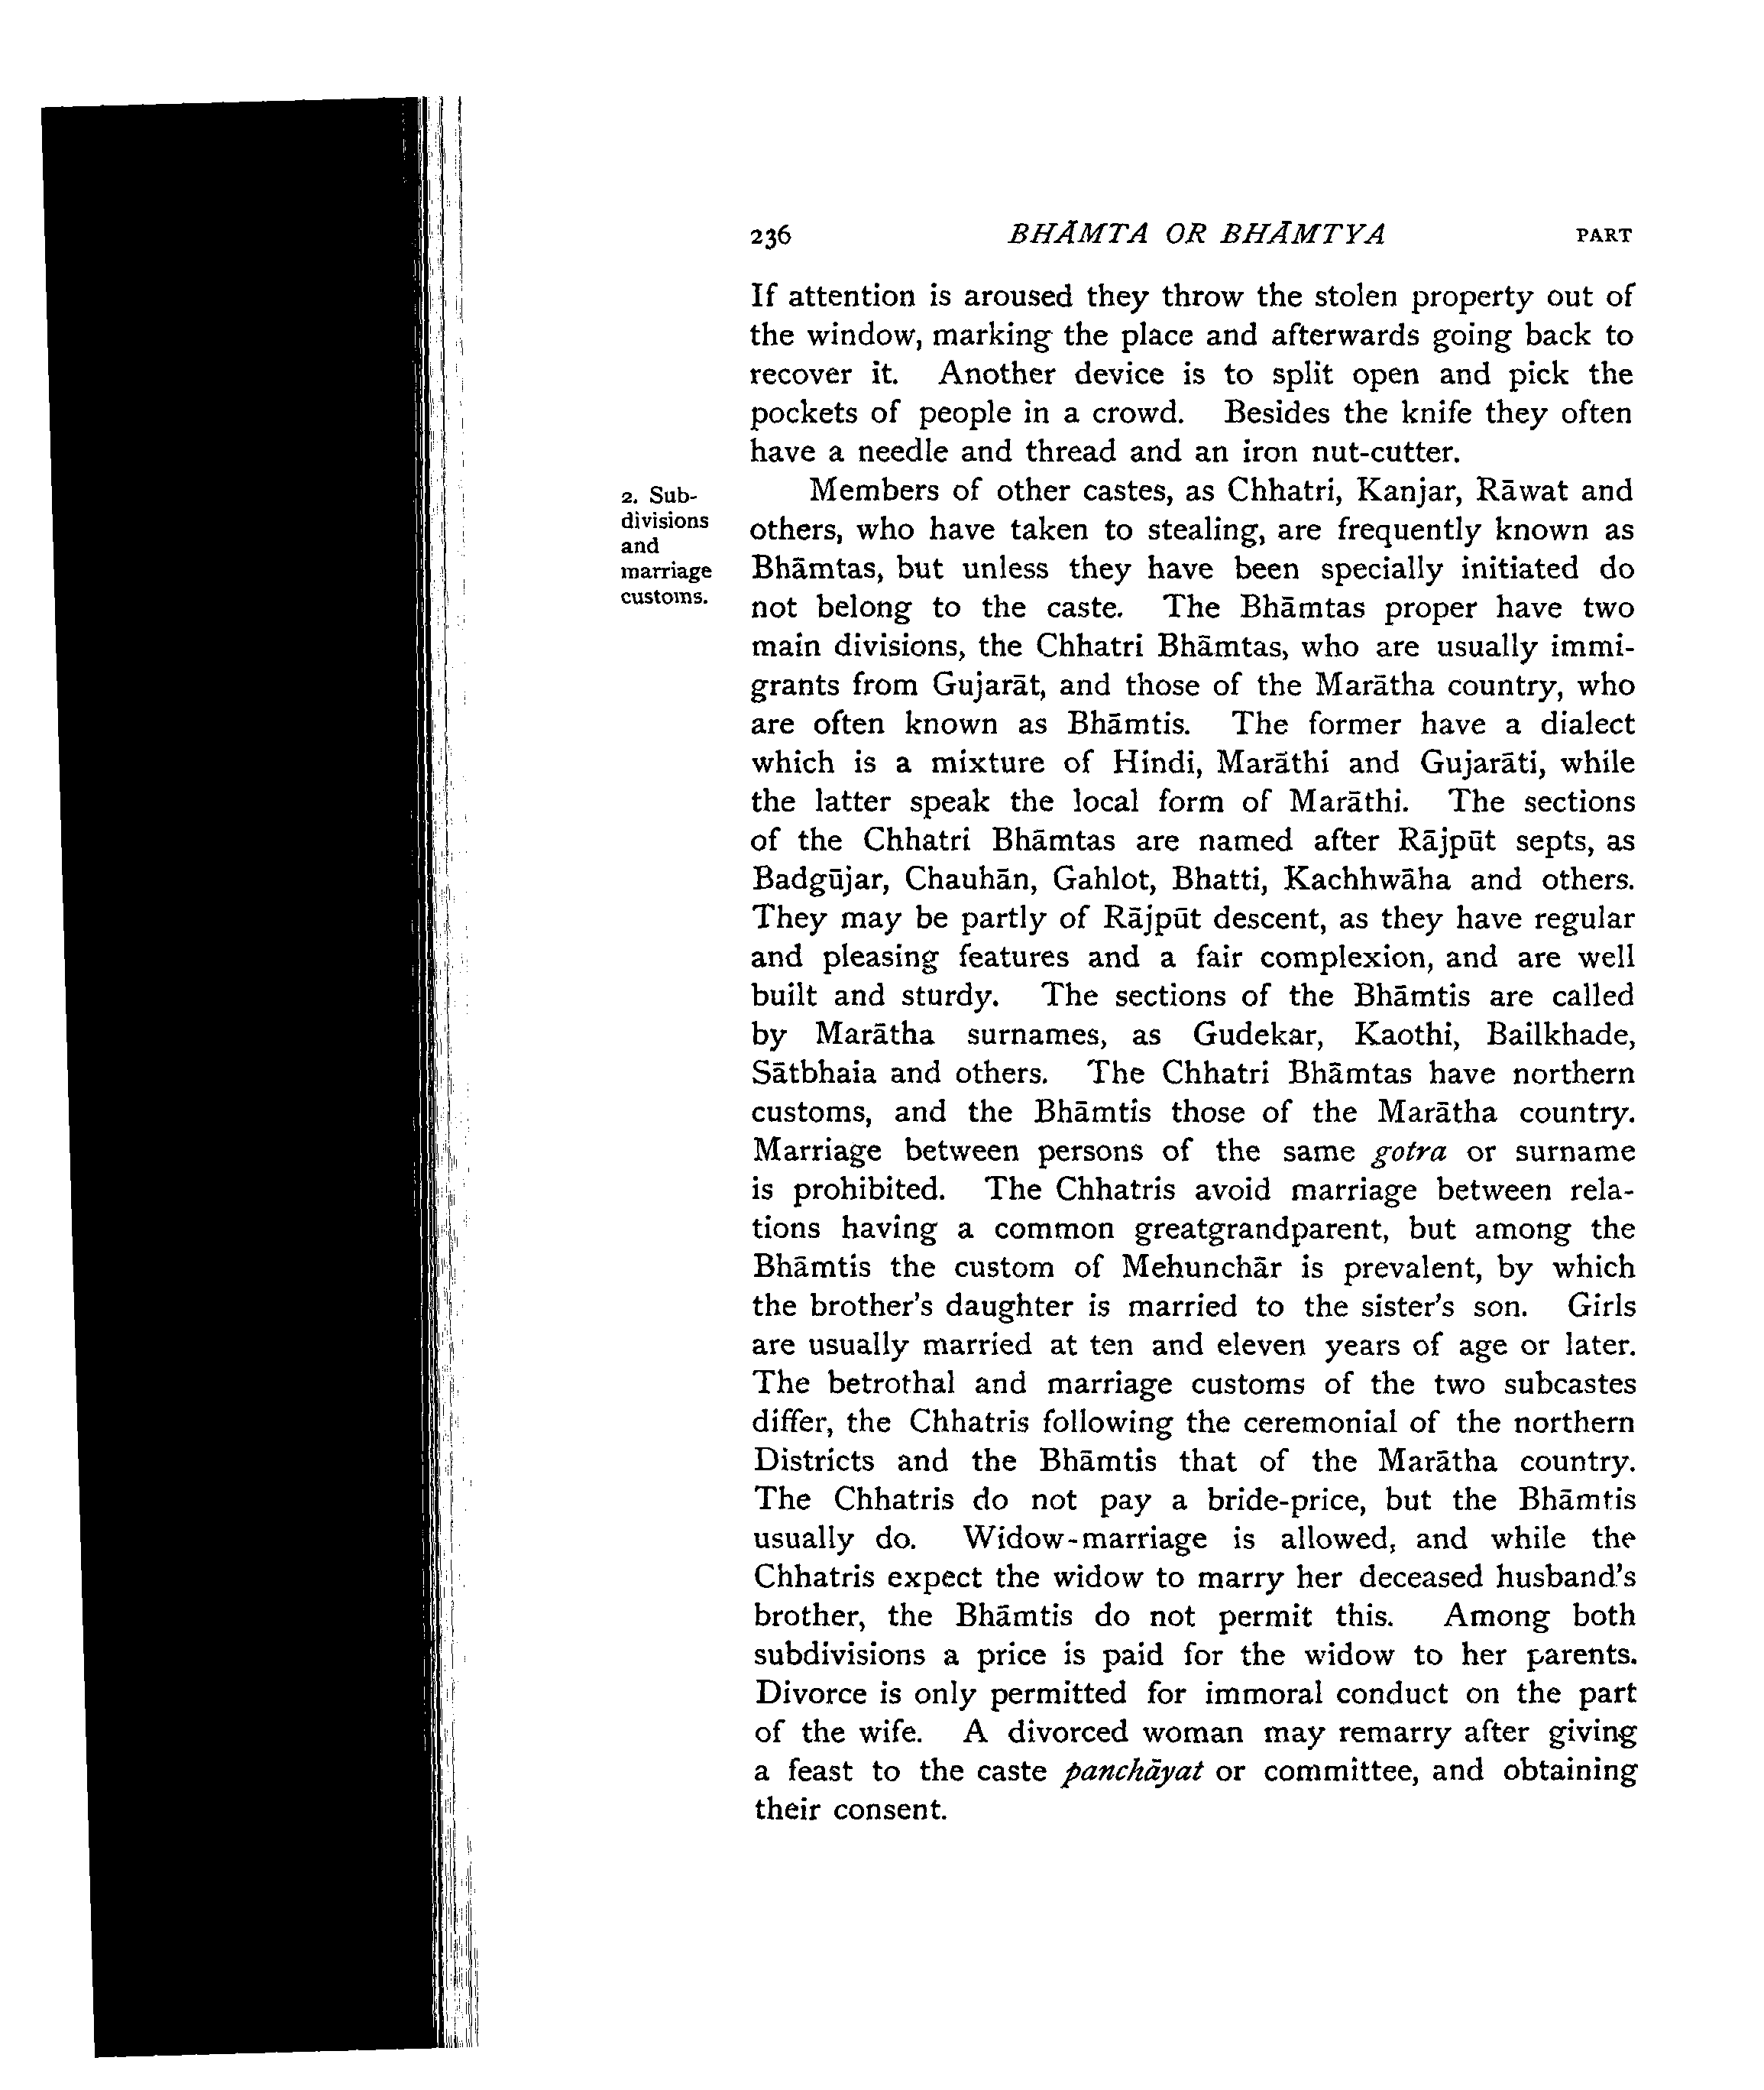 236 BHĀMTA OR BHĀMTYA PART
If attention is aroused they throw the stolen property out of
the window, marking the place and afterwards going back to
recover it. Another device is to split open and pick the
pockets of people in a crowd. Besides the knife they often
have a needle and thread and an iron nut-cutter.
2. Sub-
divisions
and
marriage
customs.
Members of other castes, as Chhatri, Kanjar, Rāwat and
others, who have taken to stealing, are frequently known as
Bhāmtas, but unless they have been specially initiated do
not belong to the caste. The Bhāmtas proper have two
main divisions, the Chhatri Bhāmtas, who are usually immi-
grants from Gujarāt, and those of the Marātha country, who
are often known as Bhāmtis. The former have a dialect
which is a mixture of Hindi, Marāthi and Gujarāti, while
the latter speak the local form of Marāthi. The sections
of the Chhatri Bhāmtas are named after Rājpūt septs, as
Badgūjar, Chauhān, Gahlot, Bhatti, Kachhwāha and others.
They may be partly of Rājpūt descent, as they have regular
and pleasing features and a fair complexion, and are well
built and sturdy. The sections of the Bhāmtis are called
by Marātha surnames, as Gudekar, Kaothi, Bailkhade,
Sātbhaia and others. The Chhatri Bhāmtas have northern
customs, and the Bhāmtis those of the Marātha country.
Marriage between persons of the same gotra or surname
is prohibited. The Chhatris avoid marriage between rela-
tions having a common greatgrandparent, but among the
Bhāmtis the custom of Mehunchār is prevalent, by which
the brother's daughter is married to the sister's son. Girls
are usually married at ten and eleven years of age or later.
The betrothal and marriage customs of the two subcastes
differ, the Chhatris following the ceremonial of the northern
Districts and the Bhāmtis that of the Marātha country.
The Chhatris do not pay a bride-price, but the Bhāmtis
usually do. Widow-marriage is allowed, and while the
Chhatris expect the widow to marry her deceased husband's
brother, the Bhāmtis do not permit this. Among both
subdivisions a price is paid for the widow to her parents.
Divorce is only permitted for immoral conduct on the part
of the wife. A divorced woman may remarry after giving
a feast to the caste panchāyat or committee, and obtaining
their consent.